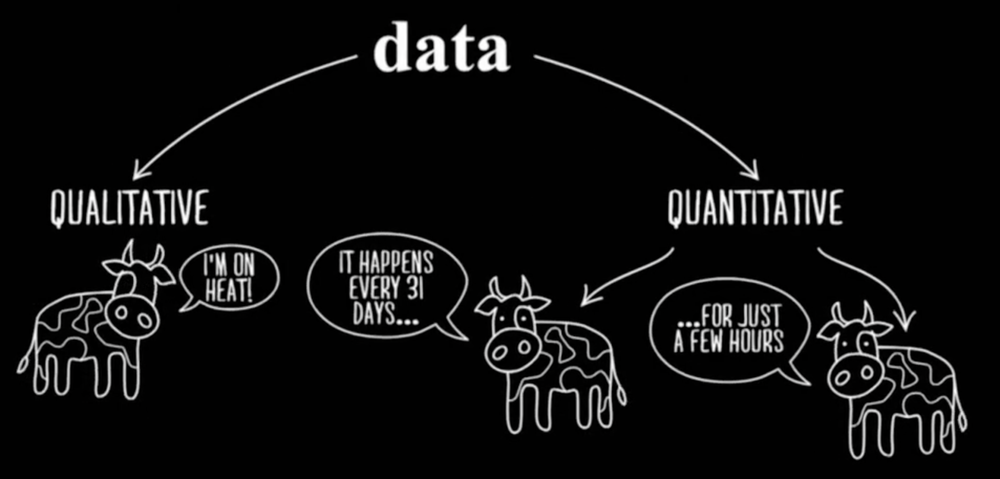 data
QUALITATIVE
QUANTITATIVE
I'M ON
HEAT!
IT HAPPENS
EVERY 31
DAYS...
...FOR JUST
A FEW HOURS